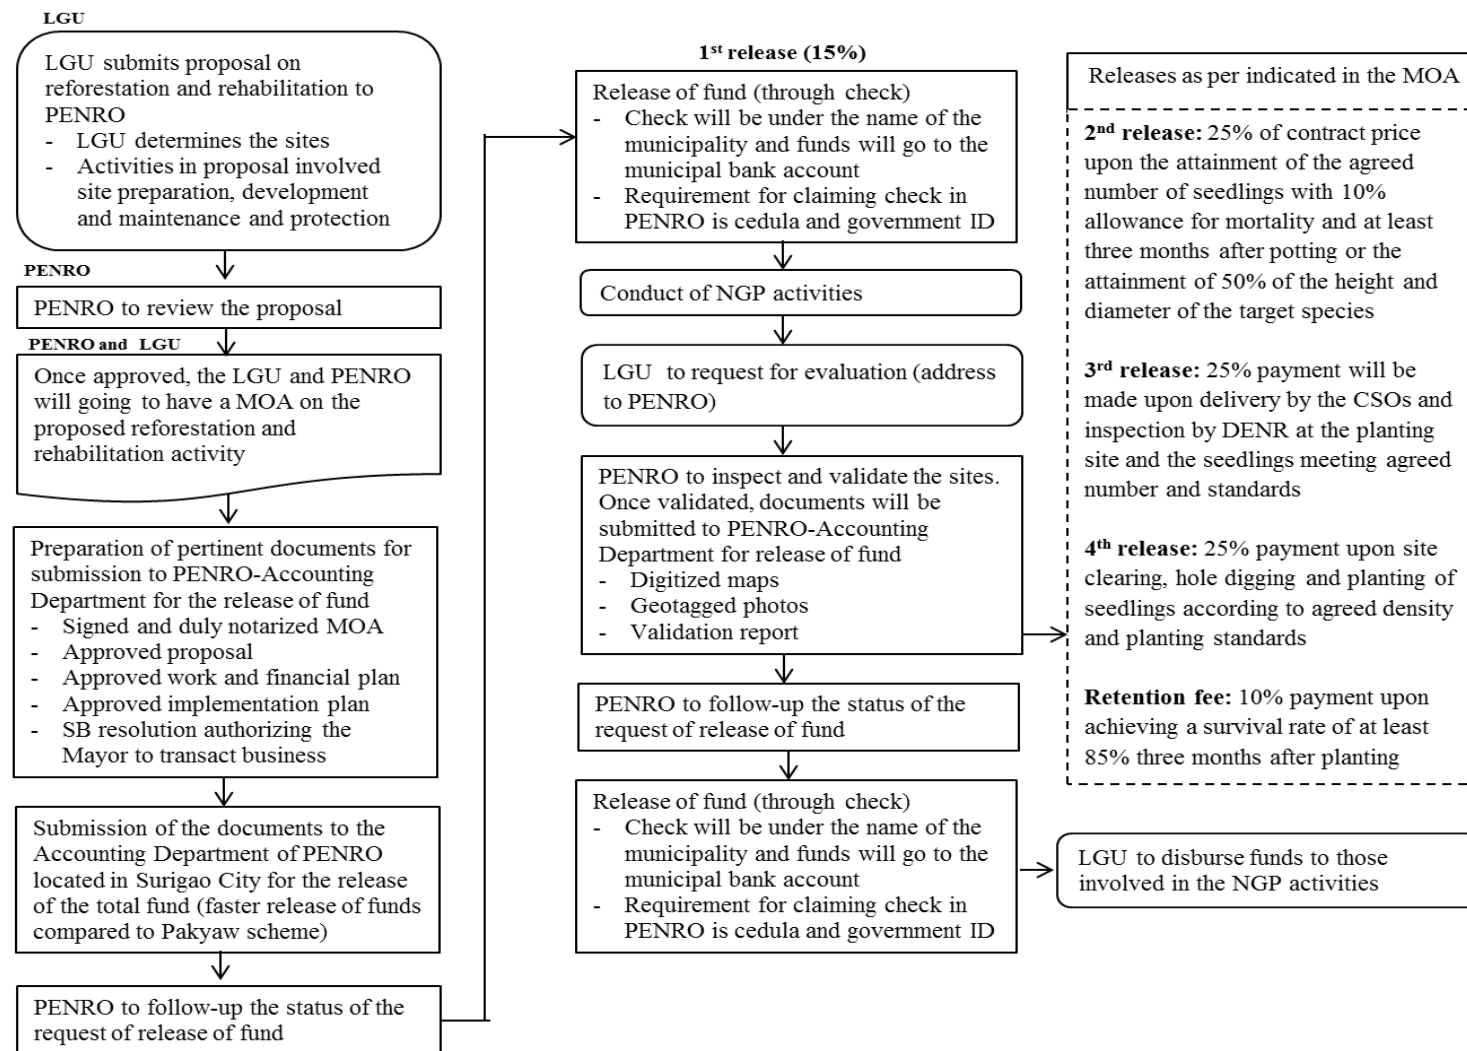 LGU
LGU submits proposal on
reforestation and rehabilitation to
PENRO
- LGU determines the sites
- Activities in proposal involved
site preparation, development
and maintenance and protection
PENRO
PENRO to review the proposal
PENRO and LGU
Once approved, the LGU and PENRO
will going to have a MOA on the
proposed reforestation and
rehabilitation activity
Preparation of pertinent documents for
submission to PENRO-Accounting
Department for the release of fund
- Signed and duly notarized MOA
- Approved proposal
- Approved work and financial plan
- Approved implementation plan
- SB resolution authorizing the
Mayor to transact business
Submission of the documents to the
Accounting Department of PENRO
located in Surigao City for the release
of the total fund (faster release of funds
compared to Pakyaw scheme)
PENRO to follow-up the status of the
request of release of fund
1st release (15%)
Release of fund (through check)
- Check will be under the name of the
municipality and funds will go to the
municipal bank account
- Requirement for claiming check in
PENRO is cedula and government ID
Conduct of NGP activities
LGU to request for evaluation (address
to PENRO)
PENRO to inspect and validate the sites.
Once validated, documents will be
submitted to PENRO-Accounting
Department for release of fund
- Digitized maps
- Geotagged photos
- Validation report
PENRO to follow-up the status of the
request of release of fund
Release of fund (through check)
- Check will be under the name of the
municipality and funds will go to the
municipal bank account
- Requirement for claiming check in
PENRO is cedula and government ID
Releases as per indicated in the MOA
2nd release: 25% of contract price
upon the attainment of the agreed
number of seedlings with 10%
allowance for mortality and at least
three months after potting or the
attainment of 50% of the height and
diameter of the target species
3rd release: 25% payment will be
made upon delivery by the CSOs and
inspection by DENR at the planting
site and the seedlings meeting agreed
number and standards
4th release: 25% payment upon site
clearing, hole digging and planting of
seedlings according to agreed density
and planting standards
Retention fee: 10% payment upon
achieving a survival rate of at least
85% three months after planting
LGU to disburse funds to those
involved in the NGP activities